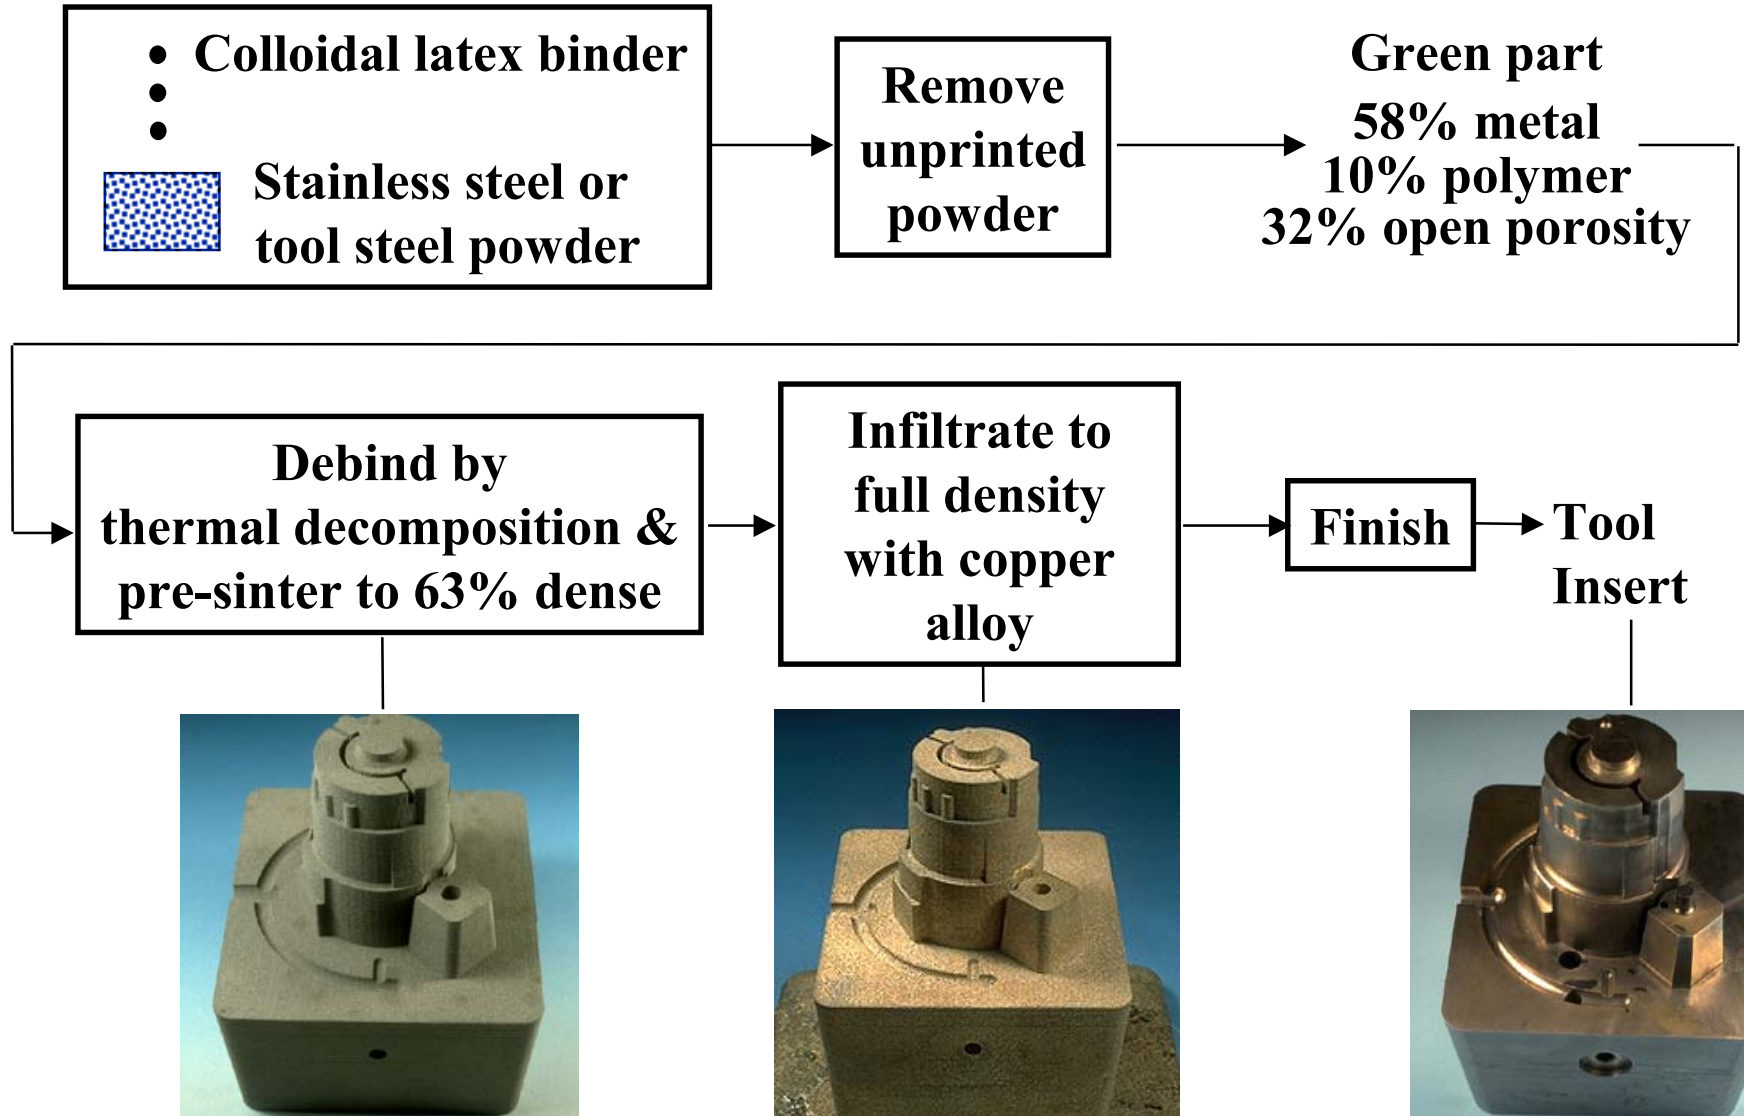 Colloidal latex binder
Stainless steel or
tool steel powder
Remove
unprinted
powder
Green part
58% metal
10% polymer
32% open porosity
Debind by
thermal decomposition &
pre-sinter to 63% dense
Infiltrate to
full density
with copper
alloy
Finish
Tool
Insert